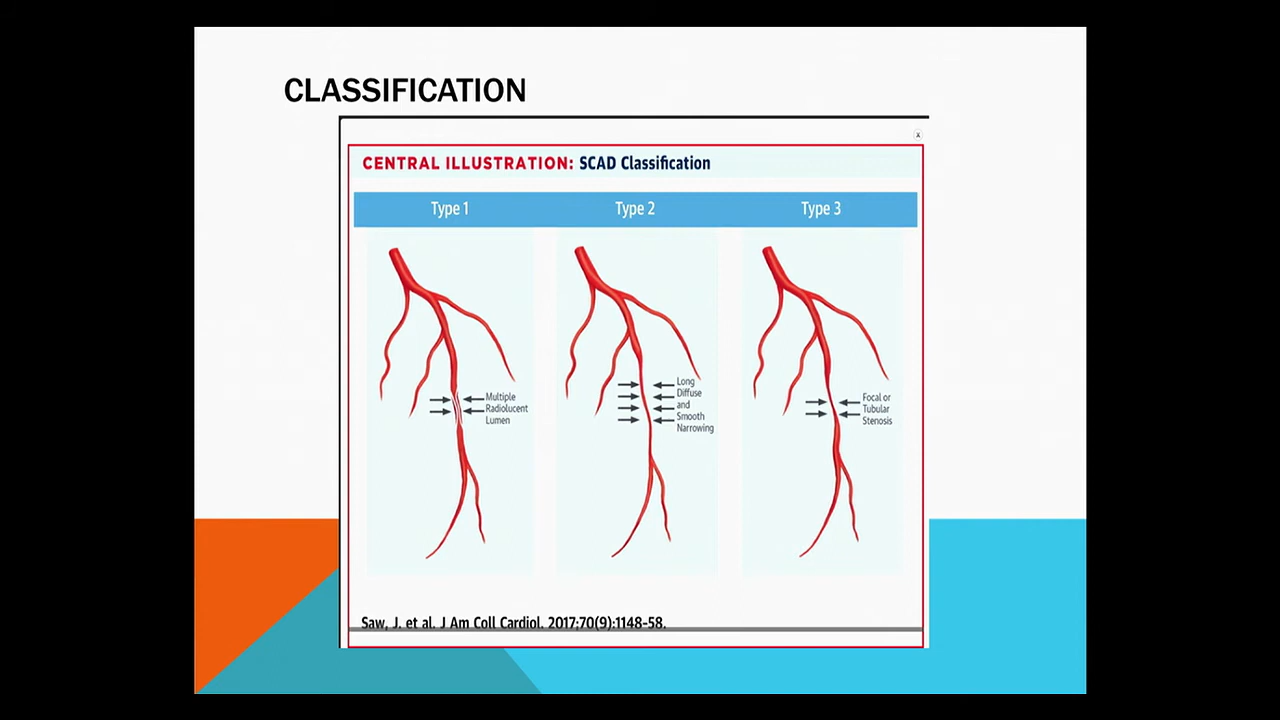 CLASSIFICATION
x
CENTRAL ILLUSTRATION: SCAD Classification
Type 1
Type 2
Type 3
Multiple
Radiolucent
Lumen
Long
Diffuse
and
Smooth
Narrowing
Focal or
Tubular
Stenosis
Saw, J. et al. J Am Coll Cardiol. 2017;70(9):1148-58.